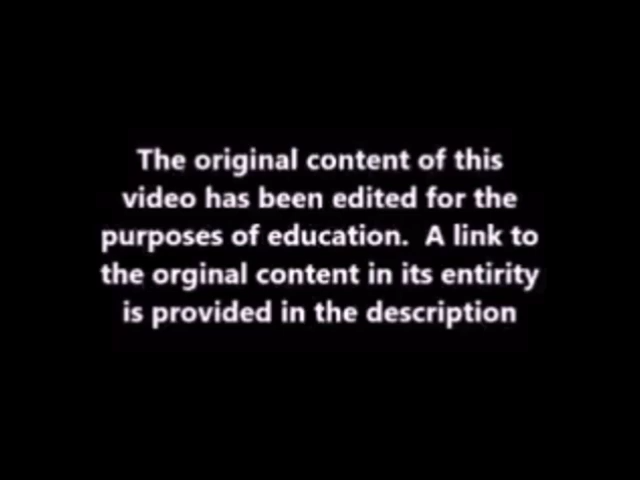 The original content of this
video has been edited for the
purposes of education.  A link to
the orginal content in its entirity
is provided in the description